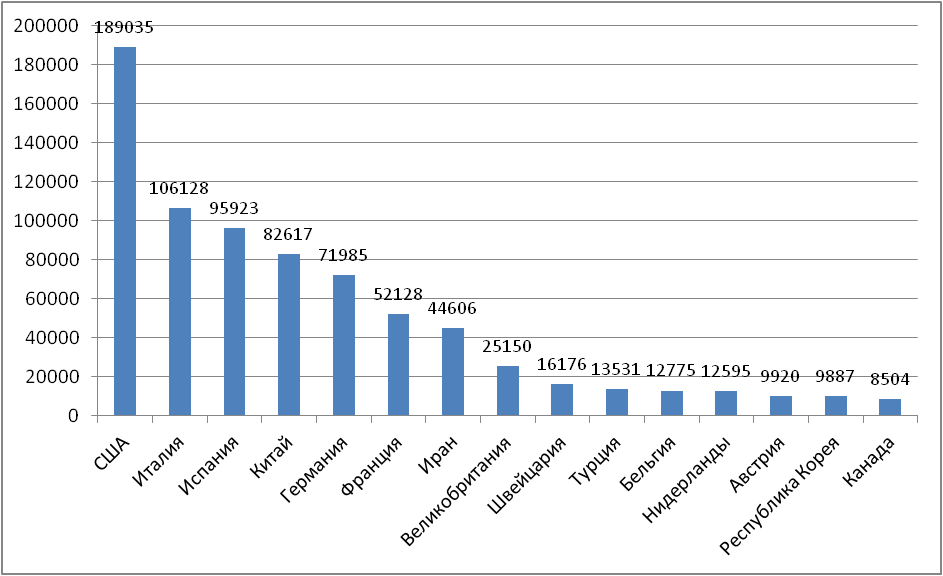 200000
180000
160000
140000
120000
100000
80000
60000
40000
20000
0
189035
106128
95923
82617
71985
52128
44606
25150
16176
13531
12775
12595
9920
9887
8504
США
Италия
Испания
Китай
Германия
Франция
Иран
Великобритания
Швейцария
Турция
Бельгия
Нидерланды
Австрия
Республика Корея
Канада